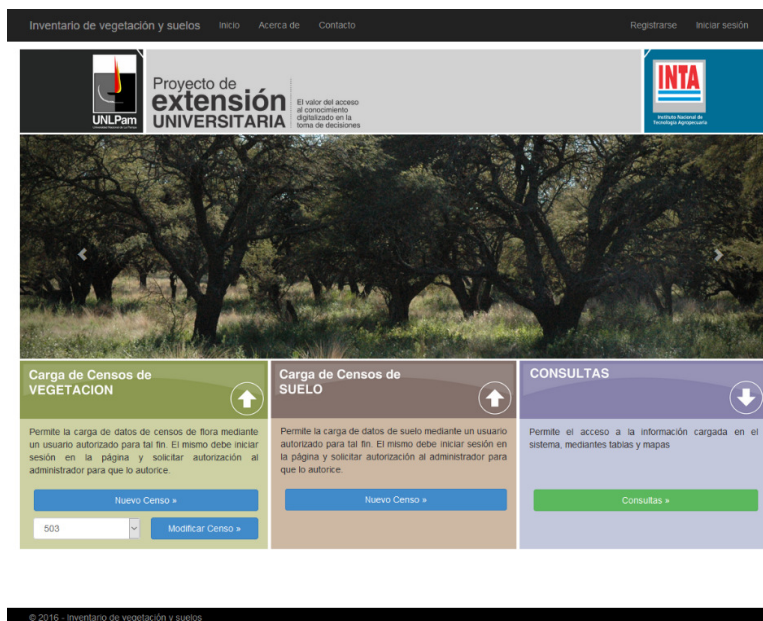 Inventario de vegetación y suelos Inicio Acerca de Contacto Registrarse Iniciar sesión
UNLPam
Proyecto de
extensión
UNIVERSITARIA
El valor del acceso
al conocimiento
digitalizado en la
toma de decisiones
INTA
Instituto Nacional de
Tecnología Agropecuaria
Carga de Censos de
VEGETACION
Permite la carga de datos de censos de flora mediante
un usuario autorizado para tal fin. El mismo debe iniciar
sesión en la página y solicitar autorización al
administrador para que lo autorice.
Nuevo Censo »
503 Modificar Censo »
Carga de Censos de
SUELO
Permite la carga de datos de suelo mediante un usuario
autorizado para tal fin. El mismo debe iniciar sesión en
la página y solicitar autorización al administrador para
que lo autorice.
Nuevo Censo »
CONSULTAS
Permite el acceso a la información cargada en el
sistema, mediantes tablas y mapas
Consultas »
© 2016 - Inventario de vegetación y suelos